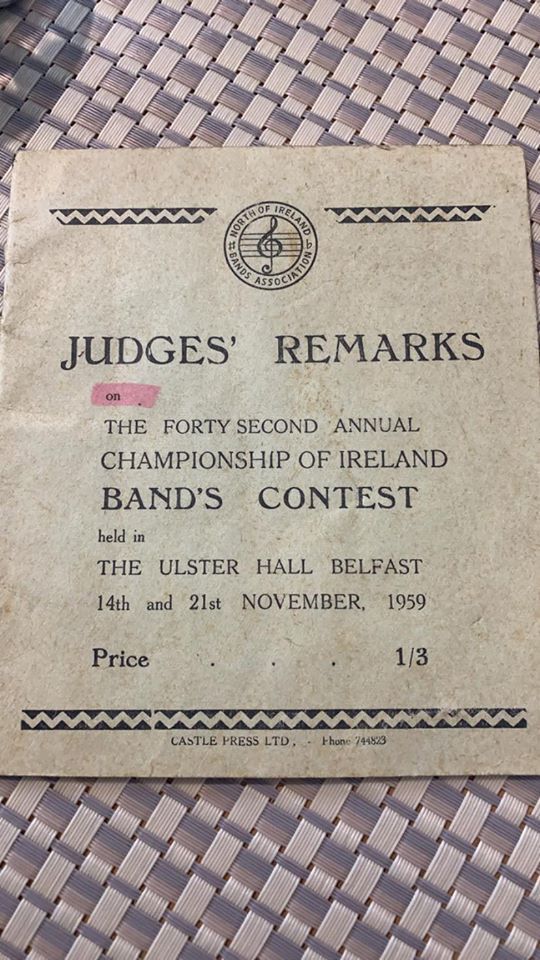 NORTH OF IRELAND
BANDS ASSOCIATION
JUDGES' REMARKS
on
THE FORTY SECOND ANNUAL
CHAMPIONSHIP OF IRELAND
BAND'S CONTEST
held in
THE ULSTER HALL BELFAST
14th and 21st NOVEMBER, 1959
Price . . . 1/3
CASTLE PRESS LTD, - Phone 744823